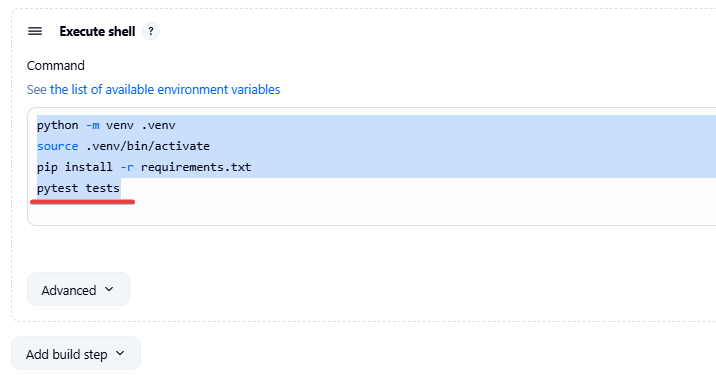 Execute shell ?
Command
See the list of available environment variables
python -m venv .venv
source .venv/bin/activate
pip install -r requirements.txt
pytest tests
Advanced
Add build step